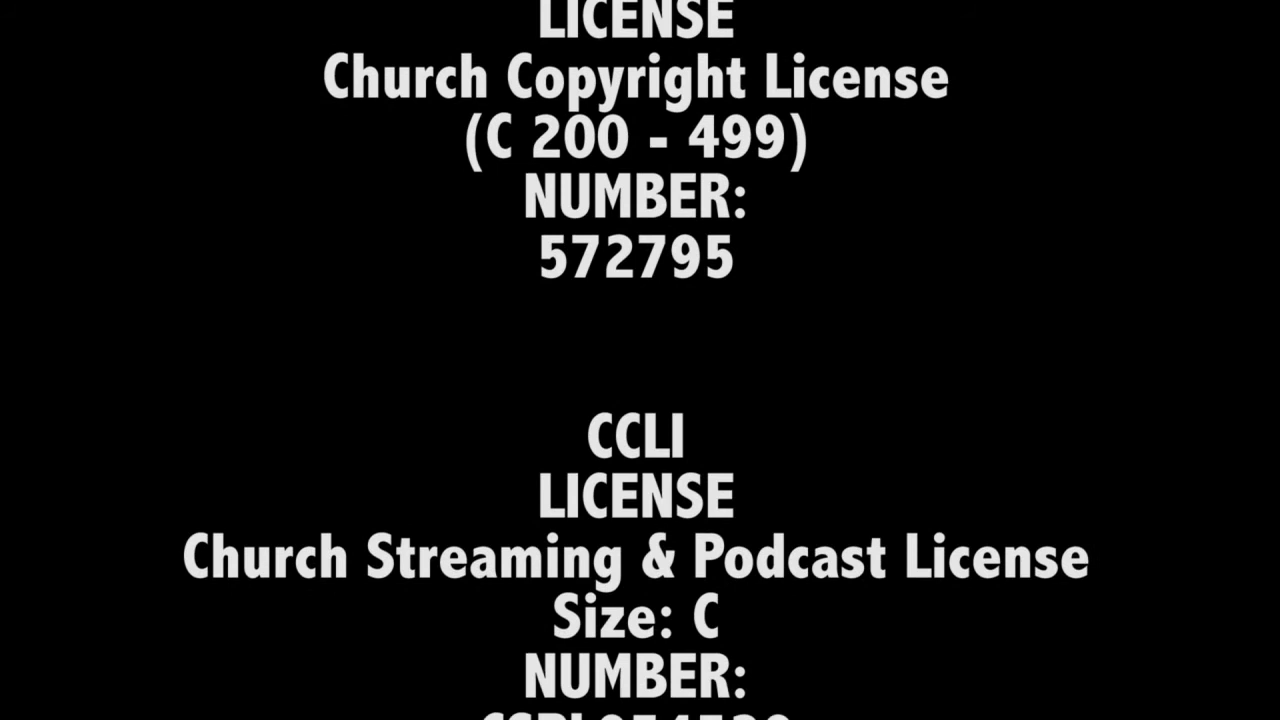 LICENSE
Church Copyright License
(C 200 - 499)
NUMBER:
572795
CCLI
LICENSE
Church Streaming & Podcast License
Size: C
NUMBER: